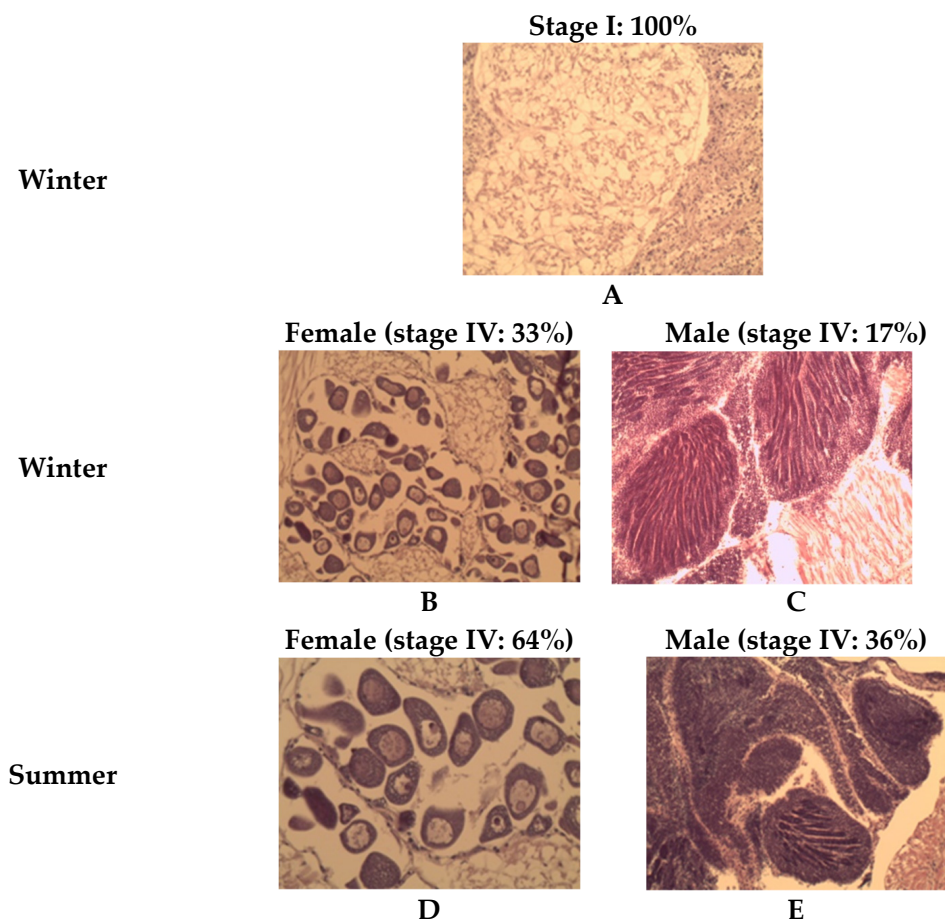 Stage I: 100%
Winter
A
Female (stage IV: 33%) Male (stage IV: 17%)
Winter
B C
Female (stage IV: 64%) Male (stage IV: 36%)
Summer
D E